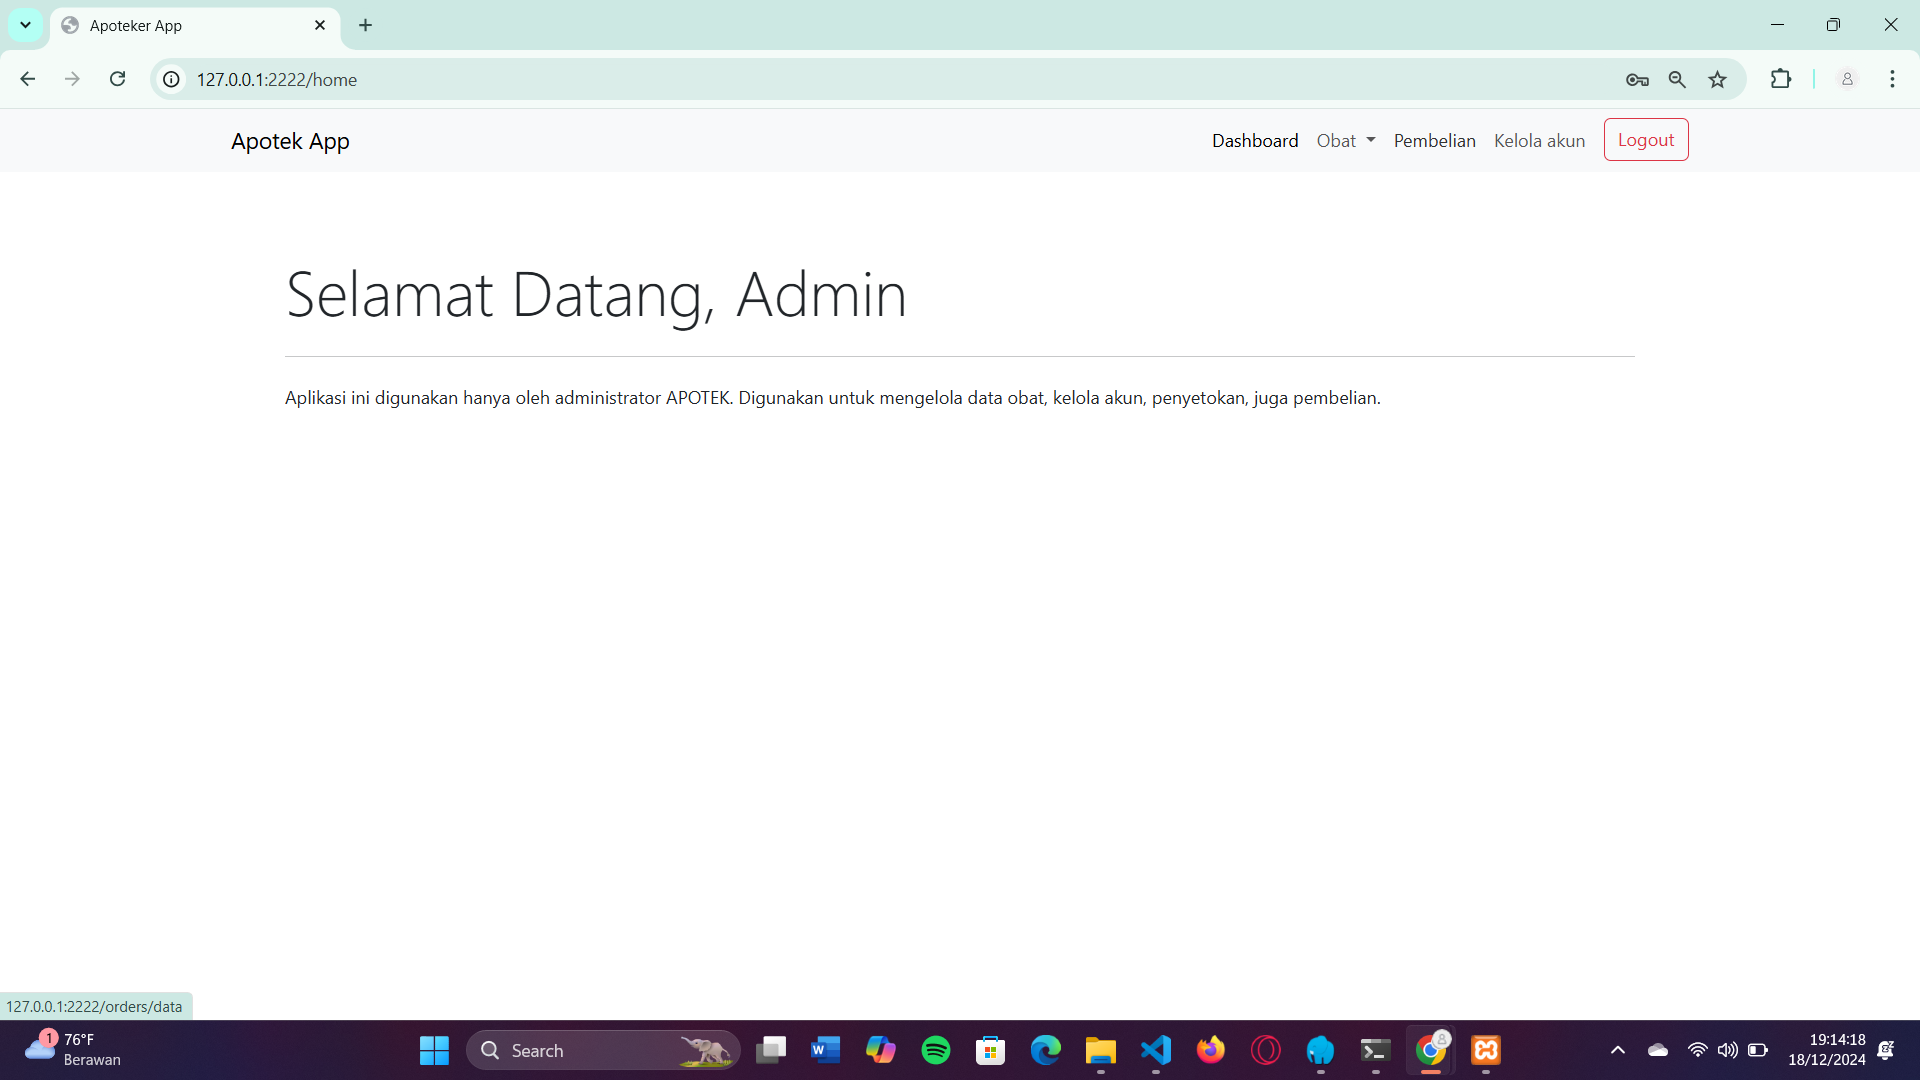 Apoteker App
127.0.0.1:2222/home
Apotek App
Dashboard Obat Pembelian Kelola akun Logout
Selamat Datang, Admin
Aplikasi ini digunakan hanya oleh administrator APOTEK. Digunakan untuk mengelola data obat, kelola akun, penyetokan, juga pembelian.
127.0.0.1:2222/orders/data
1
76°F
Berawan
Search
19:14:18
18/12/2024